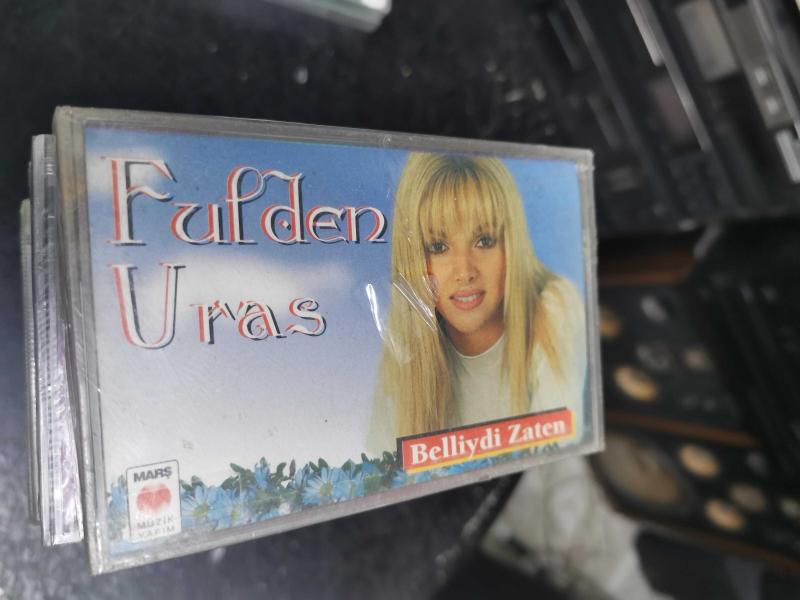 Fulden
Uras
Belliydi Zaten
MARŞ
MÜZİK
YAPIM